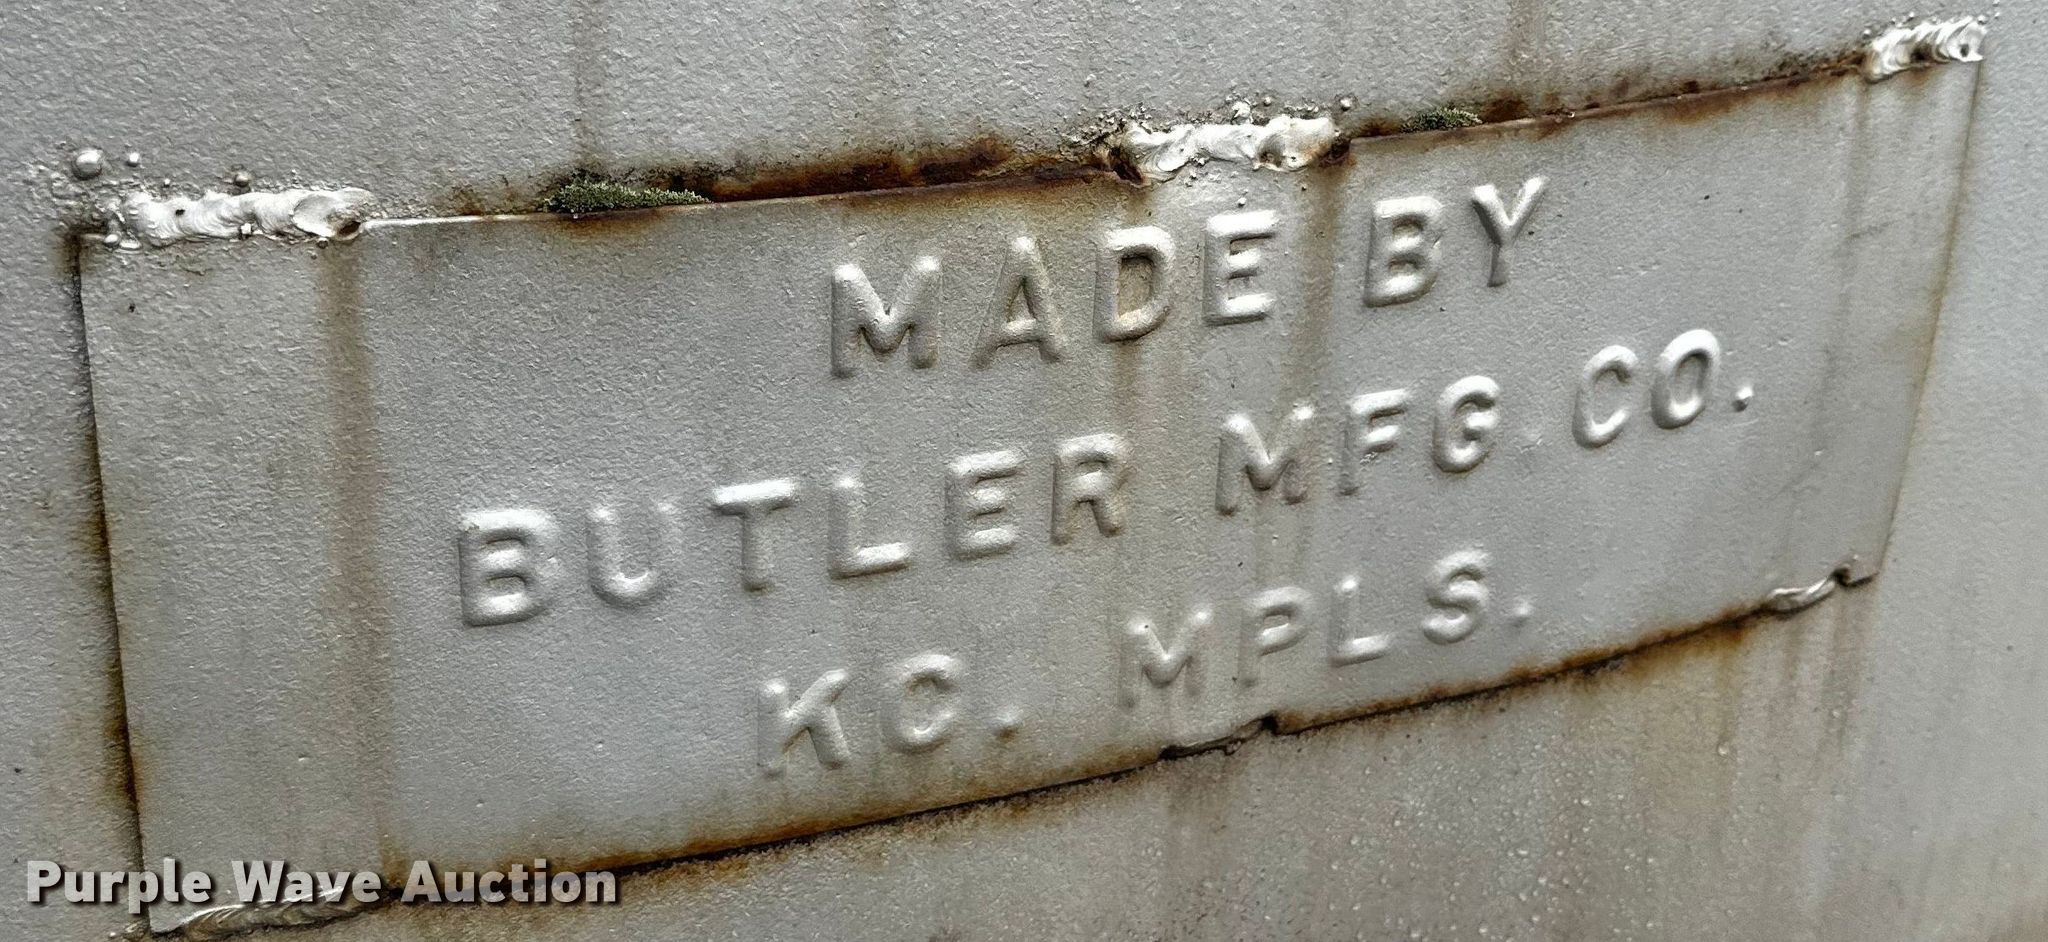 MADE BY
BUTLER MFG. CO.
KC. MPLS.
Purple Wave Auction